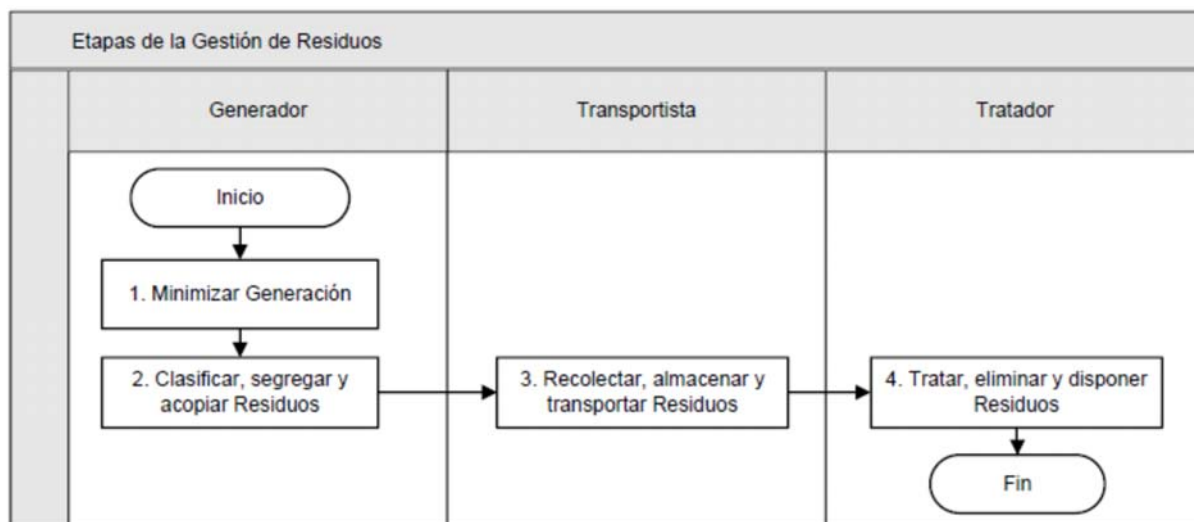 Etapas de la Gestión de Residuos
Generador
Transportista
Tratador
Inicio
1. Minimizar Generación
2. Clasificar, segregar y
acopiar Residuos
3. Recolectar, almacenar y
transportar Residuos
4. Tratar, eliminar y disponer
Residuos
Fin